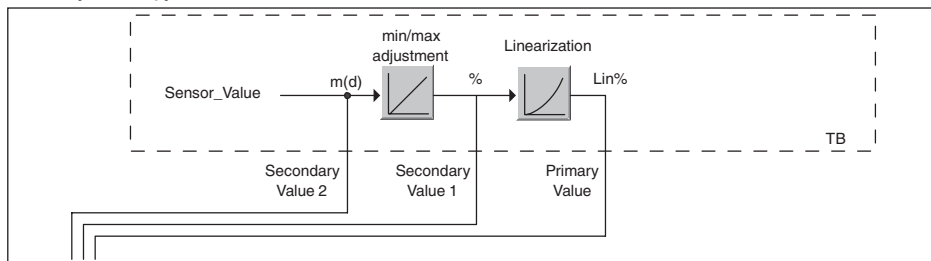 min/max
adjustment
Linearization
Sensor_Value
m(d)
%
Lin%
TB
Secondary
Value 2
Secondary
Value 1
Primary
Value